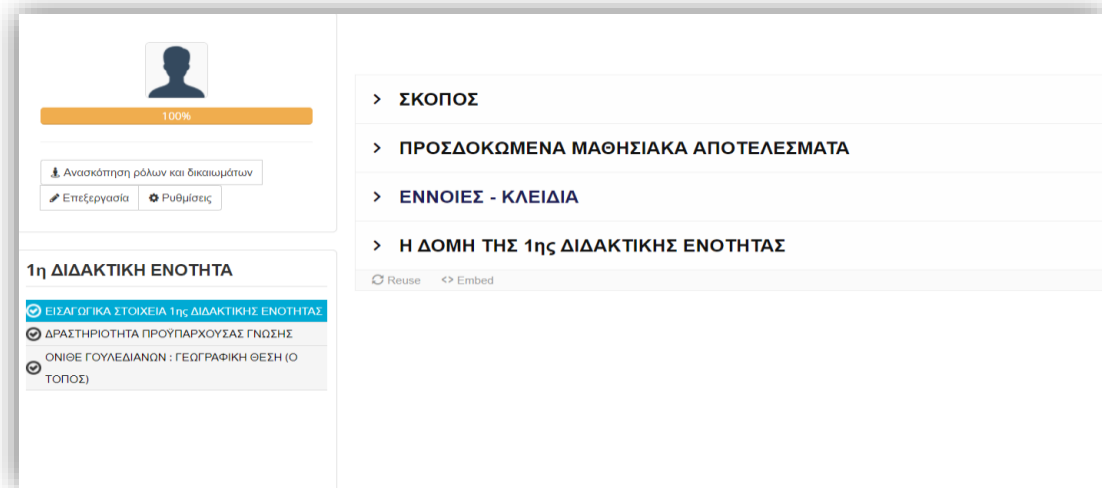 100%
Ανασκόπηση ρόλων και δικαιωμάτων
Επεξεργασία Ρυθμίσεις
1η ΔΙΔΑΚΤΙΚΗ ΕΝΟΤΗΤΑ
ΕΙΣΑΓΩΓΙΚΑ ΣΤΟΙΧΕΙΑ 1ης ΔΙΔΑΚΤΙΚΗΣ ΕΝΟΤΗΤΑΣ
ΔΡΑΣΤΗΡΙΟΤΗΤΑ ΠΡΟΫΠΑΡΧΟΥΣΑΣ ΓΝΩΣΗΣ
ΟΝΙΘΕ ΓΟΥΛΕΔΙΑΝΩΝ : ΓΕΩΓΡΑΦΙΚΗ ΘΕΣΗ (Ο
ΤΟΠΟΣ)
> ΣΚΟΠΟΣ
> ΠΡΟΣΔΟΚΩΜΕΝΑ ΜΑΘΗΣΙΑΚΑ ΑΠΟΤΕΛΕΣΜΑΤΑ
> ΕΝΝΟΙΕΣ - ΚΛΕΙΔΙΑ
> Η ΔΟΜΗ ΤΗΣ 1ης ΔΙΔΑΚΤΙΚΗΣ ΕΝΟΤΗΤΑΣ
Reuse <> Embed